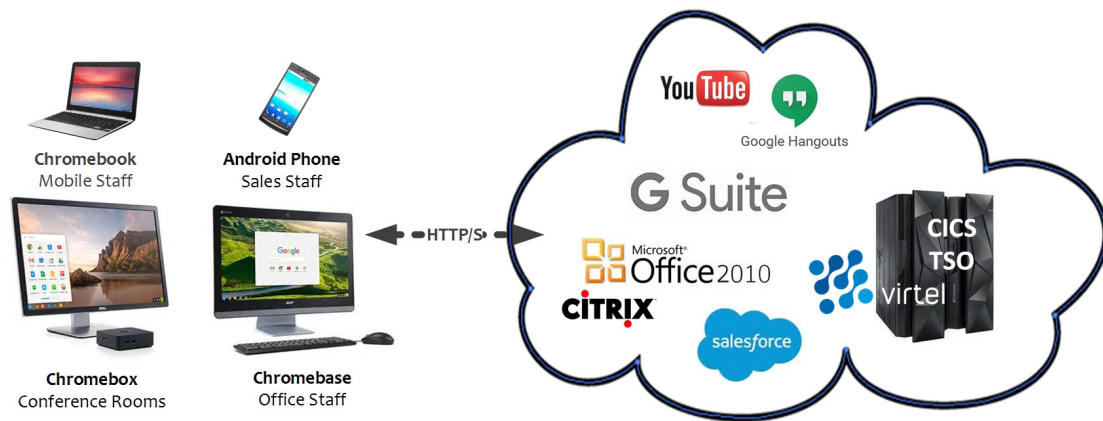 Chromebook
Mobile Staff
Android Phone
Sales Staff
Google
Chromebox
Conference Rooms
Chromebase
Office Staff
HTTP/S
YouTube
Google Hangouts
G Suite
Microsoft®
Office 2010
CITRIX
salesforce
virtel
CICS
TSO